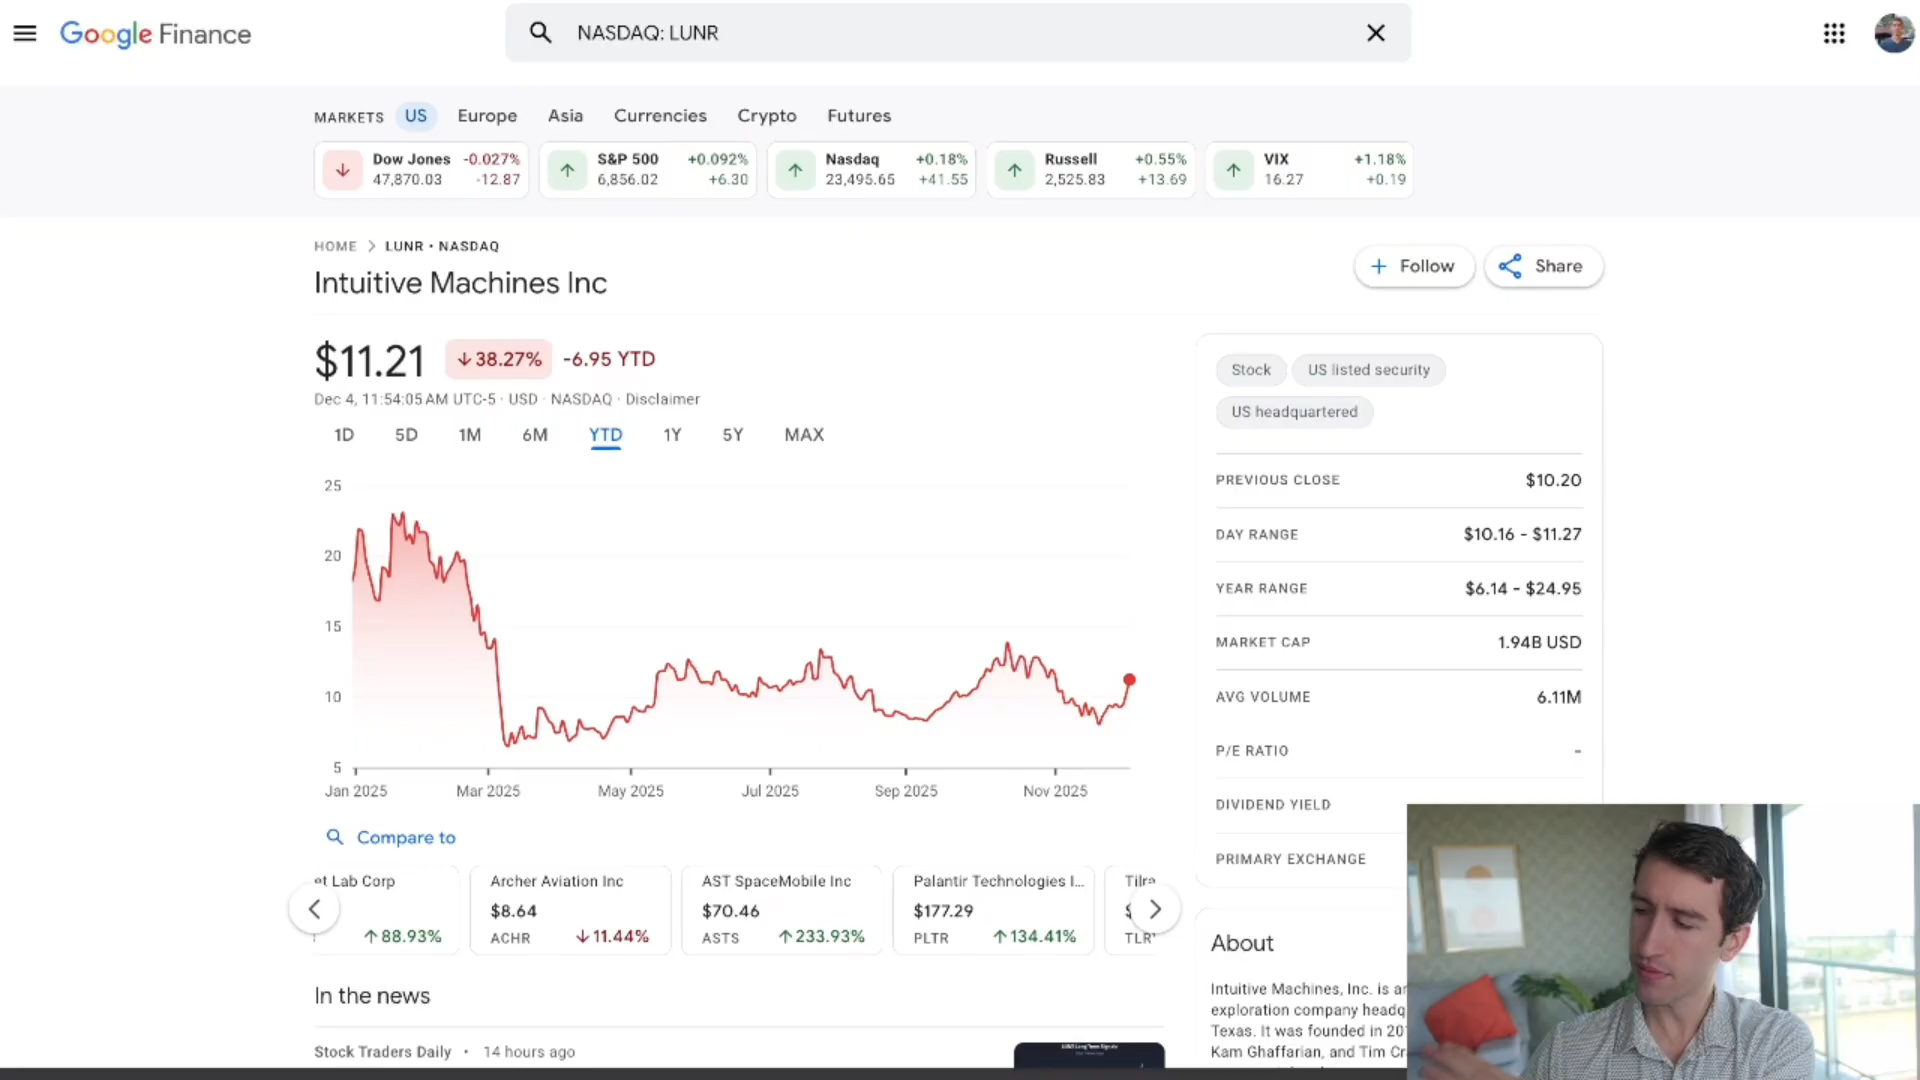 Google Finance
NASDAQ: LUNR
MARKETS US Europe Asia Currencies Crypto Futures
Dow Jones -0.027%
47,870.03 -12.87
S&P 500 +0.092%
6,856.02 +6.30
Nasdaq +0.18%
23,495.65 +41.55
Russell +0.55%
2,525.83 +13.69
VIX +1.18%
16.27 +0.19
HOME > LUNR • NASDAQ
Intuitive Machines Inc
+ Follow
Share
$11.21 ↓38.27% -6.95 YTD
Dec 4, 11:54:05 AM UTC-5 · USD · NASDAQ · Disclaimer
1D 5D 1M 6M YTD 1Y 5Y MAX
25
20
15
10
5
Jan 2025 Mar 2025 May 2025 Jul 2025 Sep 2025 Nov 2025
Compare to
et Lab Corp
↑88.93%
Archer Aviation Inc
$8.64
ACHR ↓11.44%
AST SpaceMobile Inc
$70.46
ASTS ↑233.93%
Palantir Technologies I...
$177.29
PLTR ↑134.41%
Tilra
$
TLR
In the news
Stock Traders Daily • 14 hours ago
Stock
US listed security
US headquartered
PREVIOUS CLOSE $10.20
DAY RANGE $10.16 - $11.27
YEAR RANGE $6.14 - $24.95
MARKET CAP 1.94B USD
AVG VOLUME 6.11M
P/E RATIO -
DIVIDEND YIELD
PRIMARY EXCHANGE
About
Intuitive Machines, Inc. is
exploration company headq
Texas. It was founded in 20
Kam Ghaffarian, and Tim Cr